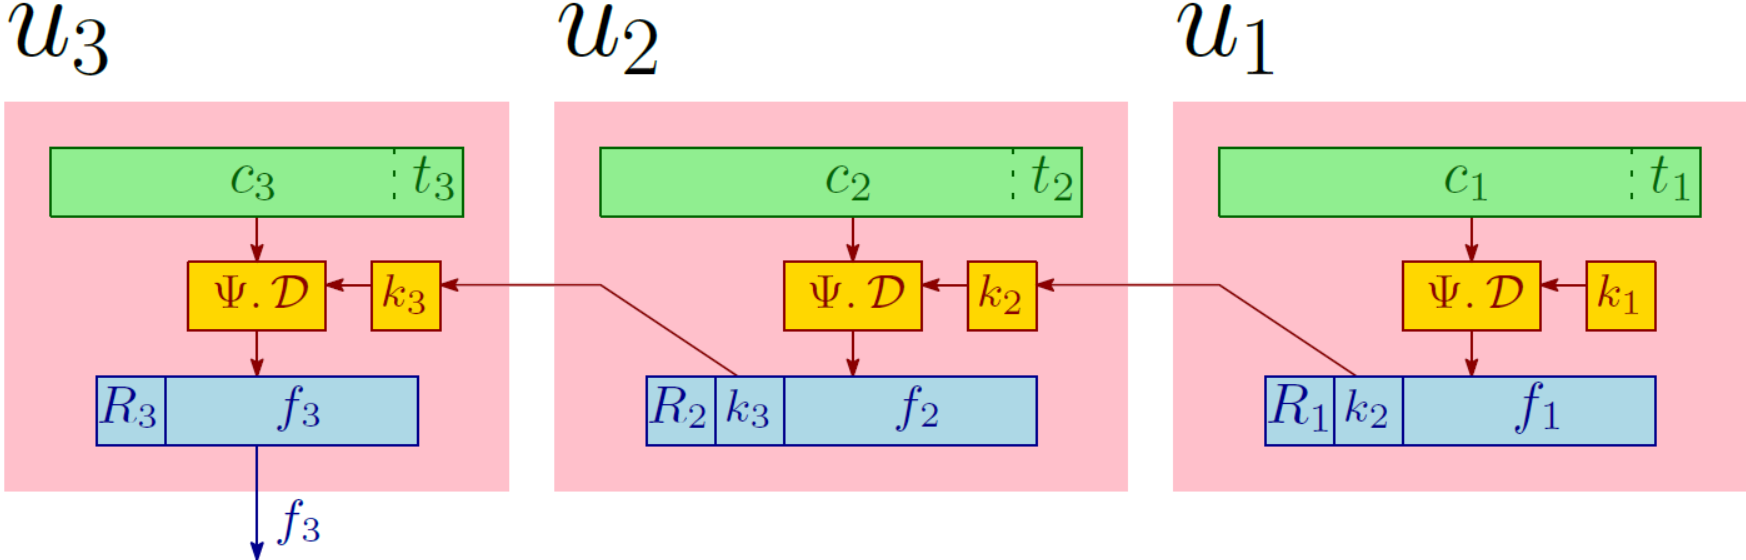 u₃ u₂ u₁
c₃ t₃ c₂ t₂ c₁ t₁
Ψ.𝒟 k₃ Ψ.𝒟 k₂ Ψ.𝒟 k₁
R₃ f₃ R₂ k₃ f₂ R₁ k₂ f₁
f₃